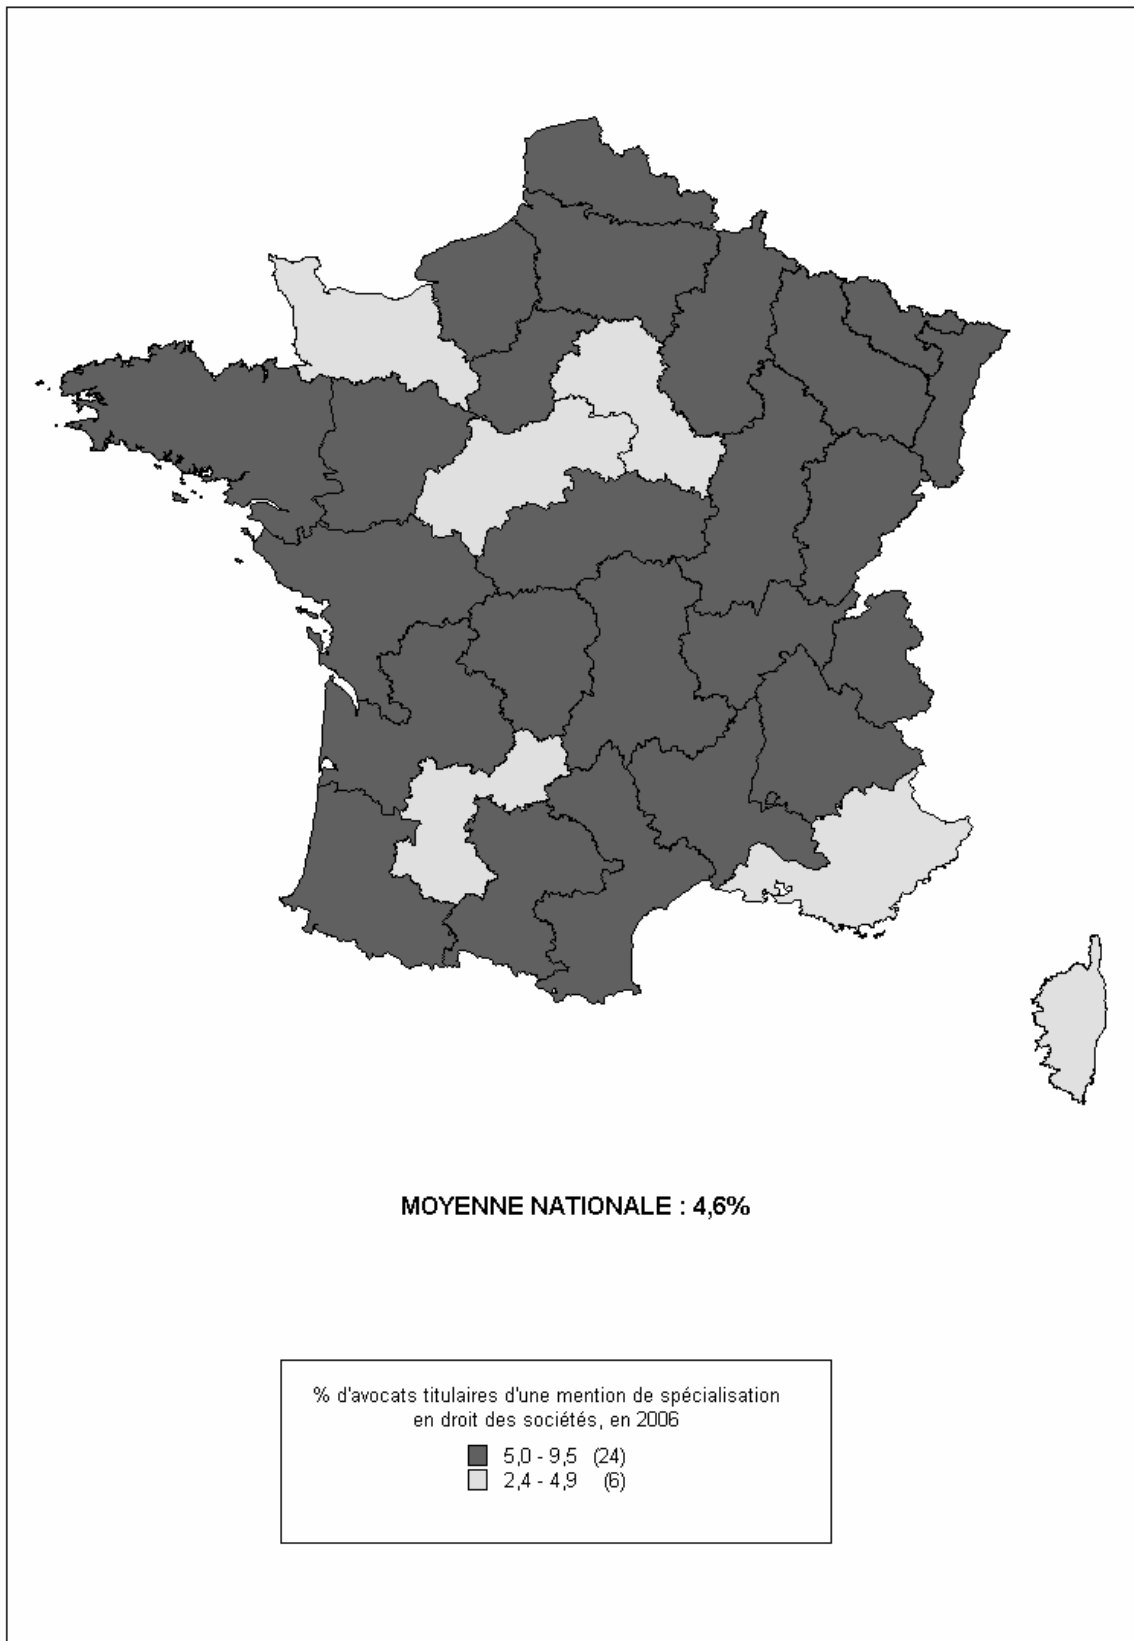 MOYENNE NATIONALE : 4,6%
% d'avocats titulaires d'une mention de spécialisation
en droit des sociétés, en 2006
5,0 - 9,5 (24)
2,4 - 4,9 (6)